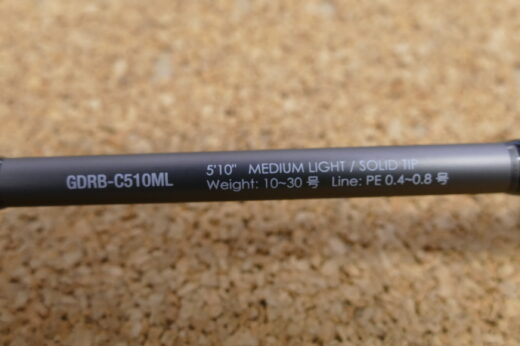 GDRB-C510ML
5'10" MEDIUM LIGHT / SOLID TIP
Weight: 10~30 号 Line: PE 0.4~0.8 号